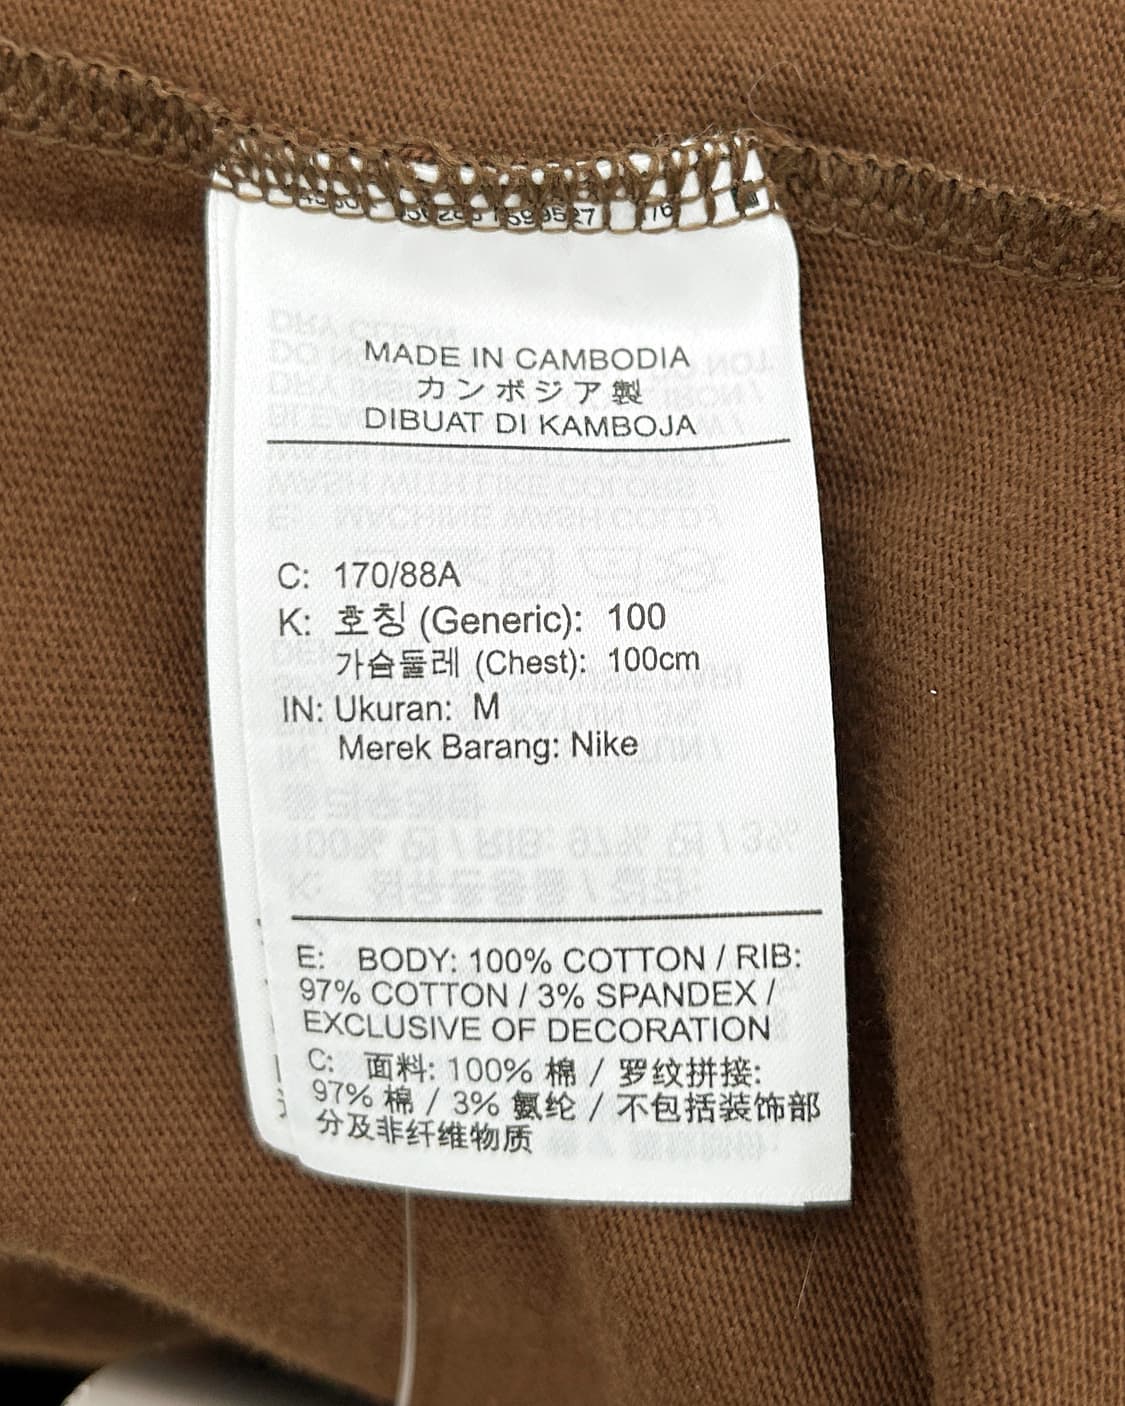 MADE IN CAMBODIA
カンボジア製
DIBUAT DI KAMBOJA
C: 170/88A
K: 호칭 (Generic): 100
가슴둘레 (Chest): 100cm
IN: Ukuran: M
Merek Barang: Nike
E: BODY: 100% COTTON / RIB:
97% COTTON / 3% SPANDEX /
EXCLUSIVE OF DECORATION
C: 面料: 100% 棉 / 罗纹拼接:
97% 棉 / 3% 氨纶 / 不包括装饰部
分及非纤维物质